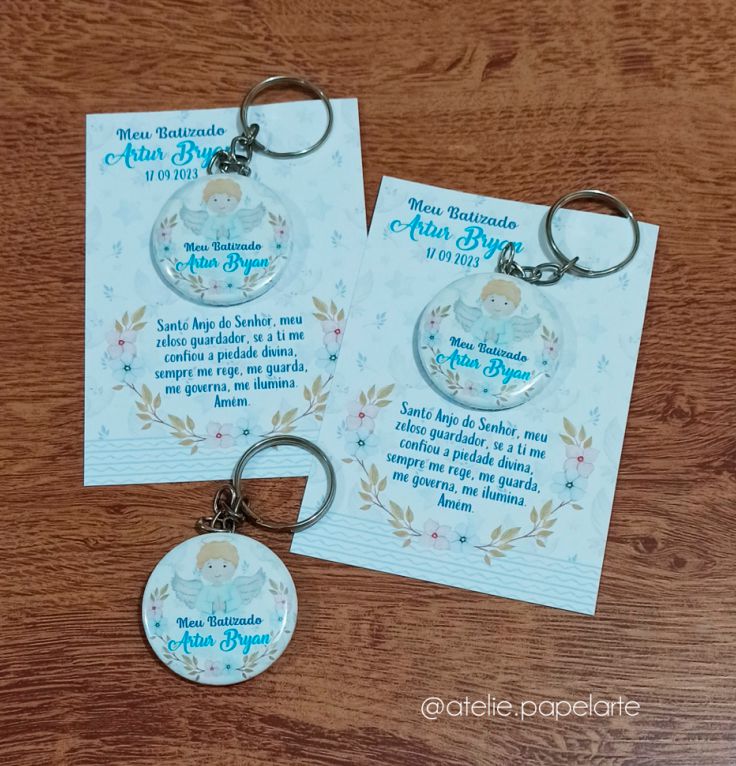 Meu Batizado
Artur Bryan
17 09 2023
Meu Batizado
Artur Bryan
Santo Anjo do Senhor, meu
zeloso guardador, se a ti me
confiou a piedade divina,
sempre me rege, me guarda,
me governa, me ilumina.
Amém.
Meu Batizado
Artur Bryan
17 09 2023
Meu Batizado
Artur Bryan
Santo Anjo do Senhor, meu
zeloso guardador, se a ti me
confiou a piedade divina,
sempre me rege, me guarda,
me governa, me ilumina.
Amém.
Meu Batizado
Artur Bryan
@atelie.papelarte